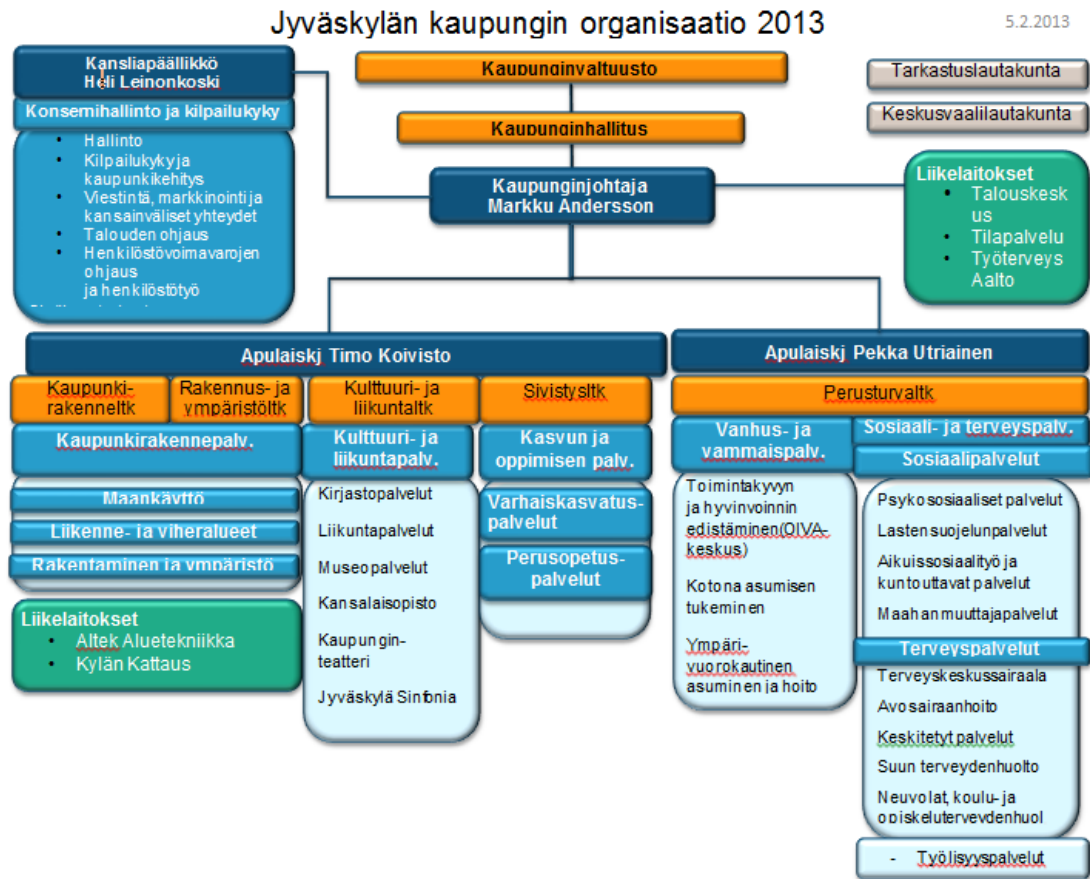 Jyväskylän kaupungin organisaatio 2013
5.2.2013
Kansliapäällikkö
Heli Leinonkoski
Konsernihallinto ja kilpailukyky
• Hallinto
• Kilpailukyky ja
kaupunkikehitys
• Viestintä, markkinointi ja
kansainväliset yhteydet
• Talouden ohjaus
• Henkilöstövoimavarojen
ohjaus
ja henkilöstötyö
Kaupunginvaltuusto
Kaupunginhallitus
Kaupunginjohtaja
Markku Andersson
Tarkastuslautakunta
Keskusvaalilautakunta
Liikelaitokset
• Talouskesk
us
• Tilapalvelu
• Työterveys
Aalto
Apulaiskj Timo Koivisto
Kaupunki-
rakenneltk
Rakennus- ja
ympäristöltk
Kulttuuri- ja
liikuntaltk
Sivistysltk
Kaupunkirakennepalv.
Maankäyttö
Liikenne- ja viheralueet
Rakentaminen ja ympäristö
Liikelaitokset
• Altek Aluetekniikka
• Kylän Kattaus
Kulttuuri- ja
liikuntapalv.
Kirjastopalvelut
Liikuntapalvelut
Museopalvelut
Kansalaisopisto
Kaupungin-
teatteri
Jyväskylä Sinfonia
Kasvun ja
oppimisen palv.
Varhaiskasvatus-
palvelut
Perusopetus-
palvelut
Apulaiskj Pekka Utriainen
Perusturvaltk
Vanhus- ja
vammaispalv.
Toimintakyvyn
ja hyvinvoinnin
edistäminen(OIVA-
keskus)
Kotona asumisen
tukeminen
Ympäri-
vuorokautinen
asuminen ja hoito
Sosiaali- ja terveyspalv.
Sosiaalipalvelut
Psykososiaaliset palvelut
Lastensuojelunpalvelut
Aikuissosiaalityö ja
kuntouttavat palvelut
Maahanmuuttajapalvelut
Terveyspalvelut
Terveyskeskussairaala
Avosairaanhoito
Keskitetyt palvelut
Suun terveydenhuolto
Neuvolat, koulu- ja
opiskeluterveydenhuol
- Työllisyyspalvelut